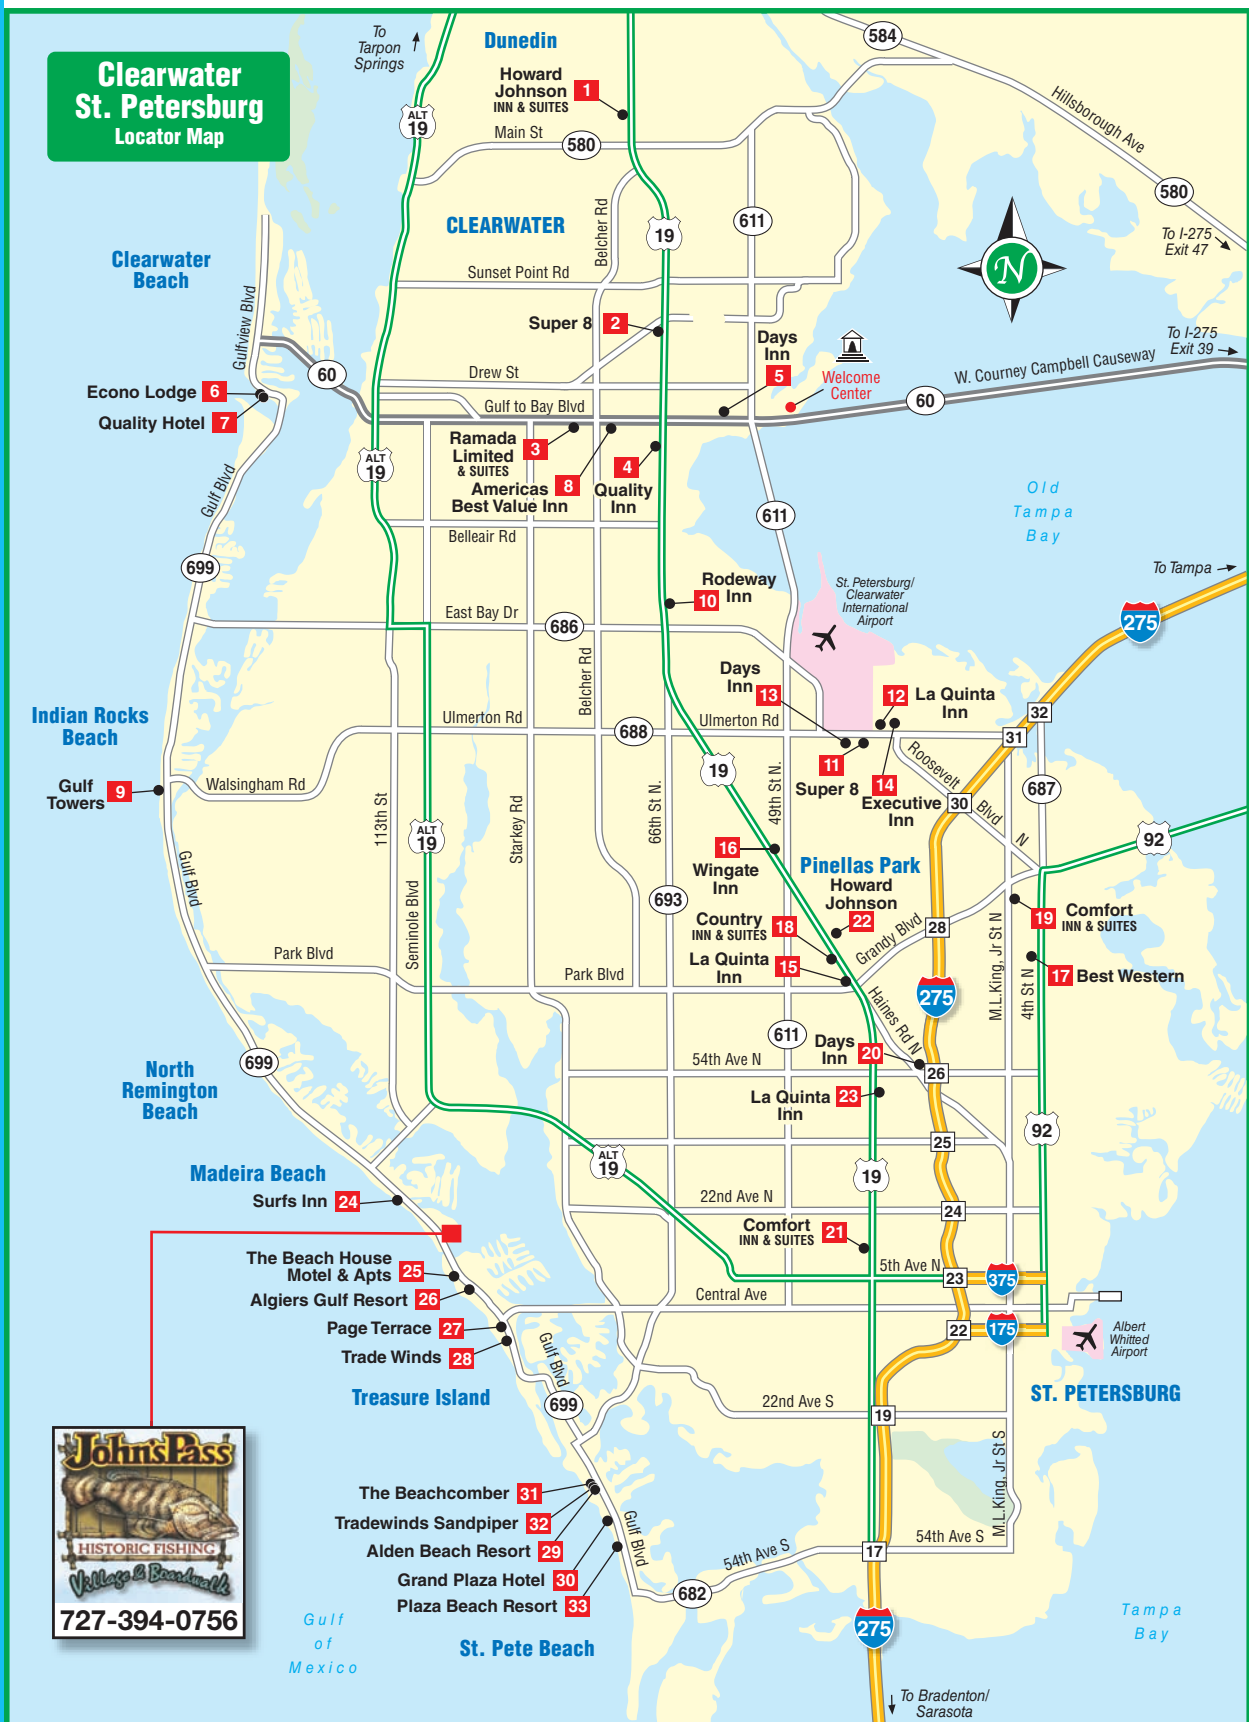 Clearwater
St. Petersburg
Locator Map
To
Tarpon
Springs
Dunedin
Howard
Johnson
INN & SUITES
1
584
Hillsborough Ave
ALT
19
Main St
580
580
To I-275
Exit 47
CLEARWATER
Belcher Rd
19
611
N
Clearwater
Beach
Sunset Point Rd
Gulfview Blvd
Super 8
2
Days
Inn
5
Welcome
Center
To I-275
Exit 39
W. Courney Campbell Causeway
60
60
Drew St
Gulf to Bay Blvd
Econo Lodge
6
Quality Hotel
7
Ramada
Limited
& SUITES
3
Americas
Best Value Inn
8
4
Quality
Inn
ALT
19
Gulf Blvd
611
Old
Tampa
Bay
Belleair Rd
699
To Tampa
275
Rodeway
Inn
10
St. Petersburg/
Clearwater
International
Airport
East Bay Dr
686
Belcher Rd
Days
Inn
13
12
La Quinta
Inn
Indian Rocks
Beach
Ulmerton Rd
688
Ulmerton Rd
32
31
19
11
Super 8
14
Executive
Inn
Roosevelt
Blvd
N
30
687
Gulf
Towers
9
Walsingham Rd
113th St
ALT
19
Starkey Rd
66th St N.
49th St N.
92
Gulf Blvd
16
Wingate
Inn
Pinellas Park
Howard
Johnson
22
693
Seminole Blvd
Country
INN & SUITES
18
La Quinta
Inn
15
Grandy Blvd
28
19
Comfort
INN & SUITES
M.L.King, Jr St N
4th St N
17
Best Western
Park Blvd
Park Blvd
275
Haines Rd N
611
Days
Inn
20
54th Ave N
26
699
North
Remington
Beach
La Quinta
Inn
23
92
25
ALT
19
19
Madeira Beach
Surfs Inn
24
22nd Ave N
24
Comfort
INN & SUITES
21
5th Ave N
23
375
The Beach House
Motel & Apts
25
Algiers Gulf Resort
26
Central Ave
Page Terrace
27
22
175
Albert
Whitted
Airport
Trade Winds
28
Gulf Blvd
Treasure Island
699
22nd Ave S
19
ST. PETERSBURG
M.L.King, Jr St S
John's Pass
HISTORIC FISHING
Village & Boardwalk
727-394-0756
The Beachcomber
31
Tradewinds Sandpiper
32
Alden Beach Resort
29
Grand Plaza Hotel
30
Plaza Beach Resort
33
Gulf Blvd
54th Ave S
682
54th Ave S
17
275
Gulf
of
Mexico
St. Pete Beach
Tampa
Bay
To Bradenton/
Sarasota